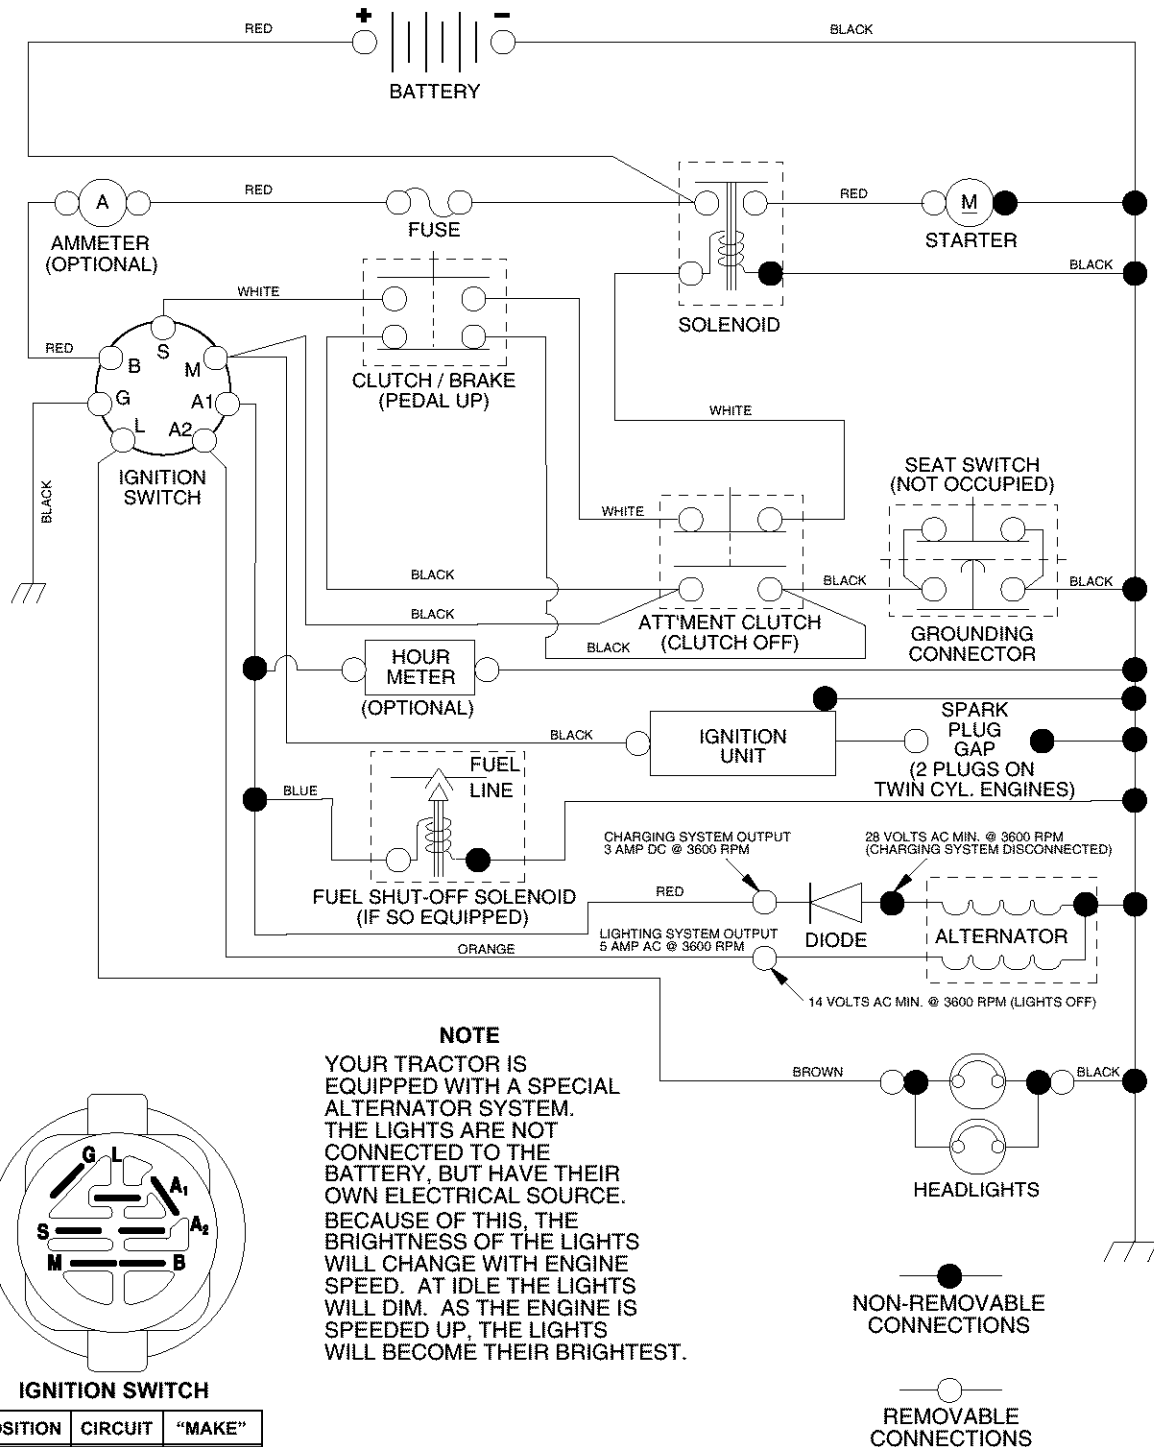 + −
RED
BLACK
BATTERY
A
RED
RED
M
AMMETER
(OPTIONAL)
FUSE
STARTER
BLACK
WHITE
SOLENOID
RED
S
B
M
G
A1
L
A2
CLUTCH / BRAKE
(PEDAL UP)
WHITE
IGNITION
SWITCH
BLACK
SEAT SWITCH
(NOT OCCUPIED)
WHITE
BLACK
BLACK
BLACK
BLACK
ATT'MENT CLUTCH
(CLUTCH OFF)
GROUNDING
CONNECTOR
BLACK
HOUR
METER
(OPTIONAL)
BLACK
IGNITION
UNIT
SPARK
PLUG
GAP
(2 PLUGS ON
TWIN CYL. ENGINES)
FUEL
LINE
BLUE
FUEL SHUT-OFF SOLENOID
(IF SO EQUIPPED)
CHARGING SYSTEM OUTPUT
3 AMP DC @ 3600 RPM
28 VOLTS AC MIN. @ 3600 RPM
(CHARGING SYSTEM DISCONNECTED)
RED
DIODE
ALTERNATOR
LIGHTING SYSTEM OUTPUT
5 AMP AC @ 3600 RPM
ORANGE
14 VOLTS AC MIN. @ 3600 RPM (LIGHTS OFF)
BROWN
BLACK
HEADLIGHTS
NOTE
YOUR TRACTOR IS
EQUIPPED WITH A SPECIAL
ALTERNATOR SYSTEM.
THE LIGHTS ARE NOT
CONNECTED TO THE
BATTERY, BUT HAVE THEIR
OWN ELECTRICAL SOURCE.
BECAUSE OF THIS, THE
BRIGHTNESS OF THE LIGHTS
WILL CHANGE WITH ENGINE
SPEED. AT IDLE THE LIGHTS
WILL DIM. AS THE ENGINE IS
SPEEDED UP, THE LIGHTS
WILL BECOME THEIR BRIGHTEST.
G L
A1
S
A2
M
B
IGNITION SWITCH
OSITION CIRCUIT "MAKE"
NON-REMOVABLE
CONNECTIONS
REMOVABLE
CONNECTIONS